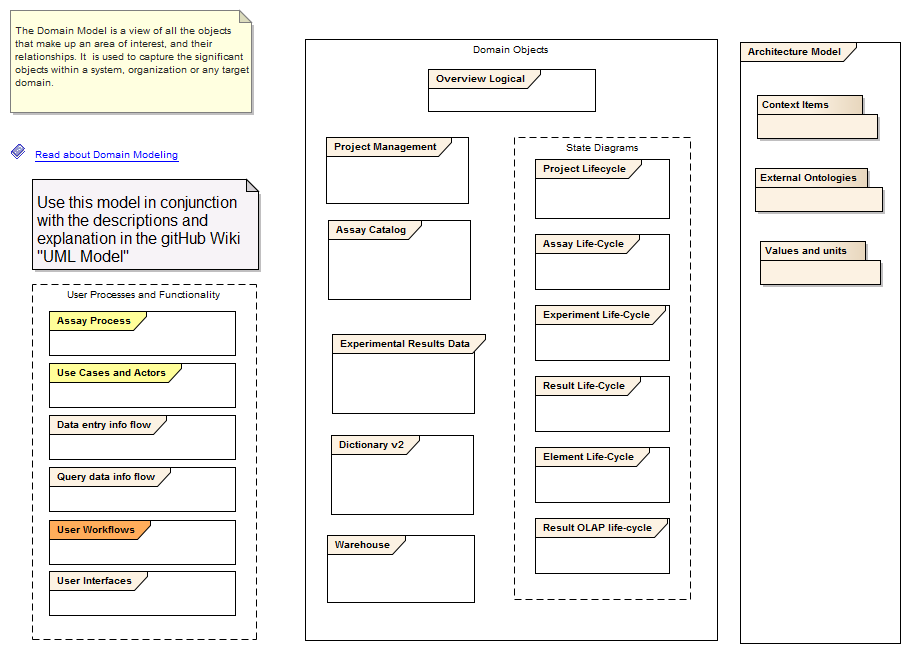 The Domain Model is a view of all the objects
that make up an area of interest, and their
relationships. It is used to capture the significant
objects within a system, organization or any target
domain.
Read about Domain Modeling
Use this model in conjunction
with the descriptions and
explanation in the gitHub Wiki
"UML Model"
User Processes and Functionality
Assay Process
Use Cases and Actors
Data entry info flow
Query data info flow
User Workflows
User Interfaces
Domain Objects
Overview Logical
Project Management
Assay Catalog
Experimental Results Data
Dictionary v2
Warehouse
State Diagrams
Project Lifecycle
Assay Life-Cycle
Experiment Life-Cycle
Result Life-Cycle
Element Life-Cycle
Result OLAP life-cycle
Architecture Model
Context Items
External Ontologies
Values and units